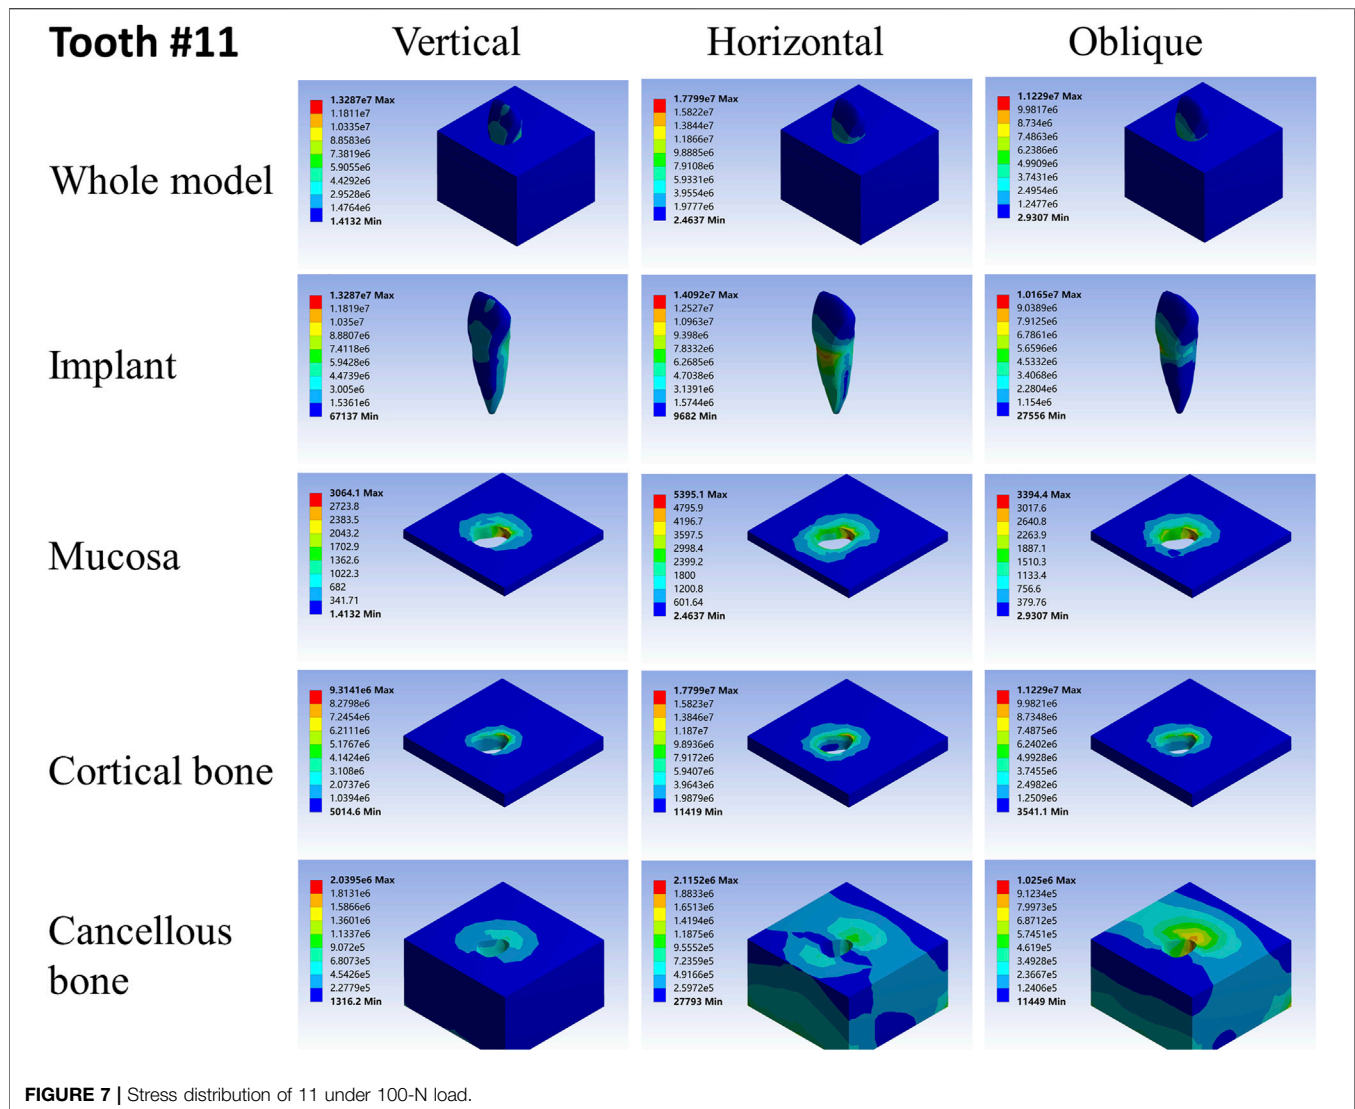 Tooth #11
Vertical
Horizontal
Oblique
Whole model
1.3287e7 Max
1.1811e7
1.0335e7
8.8583e6
7.3819e6
5.9055e6
4.4292e6
2.9528e6
1.4764e6
1.4132 Min
1.7799e7 Max
1.5822e7
1.3844e7
1.1866e7
9.8885e6
7.9108e6
5.9331e6
3.9554e6
1.9777e6
2.4637 Min
1.1229e7 Max
9.9817e6
8.734e6
7.4863e6
6.2386e6
4.9909e6
3.7431e6
2.4954e6
1.2477e6
2.9307 Min
Implant
1.3287e7 Max
1.1819e7
1.035e7
8.8807e6
7.4118e6
5.9428e6
4.4739e6
3.005e6
1.5361e6
67137 Min
1.4092e7 Max
1.2527e7
1.0963e7
9.398e6
7.8332e6
6.2685e6
4.7038e6
3.1391e6
1.5744e6
9682 Min
1.0165e7 Max
9.0389e6
7.9125e6
6.7861e6
5.6596e6
4.5332e6
3.4068e6
2.2804e6
1.154e6
27556 Min
Mucosa
3064.1 Max
2723.8
2383.5
2043.2
1702.9
1362.6
1022.3
682
341.71
1.4132 Min
5395.1 Max
4795.9
4196.7
3597.5
2998.4
2399.2
1800
1200.8
601.64
2.4637 Min
3394.4 Max
3017.6
2640.8
2263.9
1887.1
1510.3
1133.4
756.6
379.76
2.9307 Min
Cortical bone
9.3141e6 Max
8.2798e6
7.2454e6
6.2111e6
5.1767e6
4.1424e6
3.108e6
2.0737e6
1.0394e6
5014.6 Min
1.7799e7 Max
1.5823e7
1.3846e7
1.187e7
9.8936e6
7.9172e6
5.9407e6
3.9643e6
1.9879e6
11419 Min
1.1229e7 Max
9.9821e6
8.7348e6
7.4875e6
6.2402e6
4.9928e6
3.7455e6
2.4982e6
1.2509e6
3541.1 Min
Cancellous
bone
2.0395e6 Max
1.8131e6
1.5866e6
1.3601e6
1.1337e6
9.072e5
6.8073e5
4.5426e5
2.2779e5
1316.2 Min
2.1152e6 Max
1.8833e6
1.6513e6
1.4194e6
1.1875e6
9.5552e5
7.2359e5
4.9166e5
2.5972e5
27793 Min
1.025e6 Max
9.1234e5
7.9973e5
6.8712e5
5.7451e5
4.619e5
3.4928e5
2.3667e5
1.2406e5
11449 Min
FIGURE 7 | Stress distribution of 11 under 100-N load.